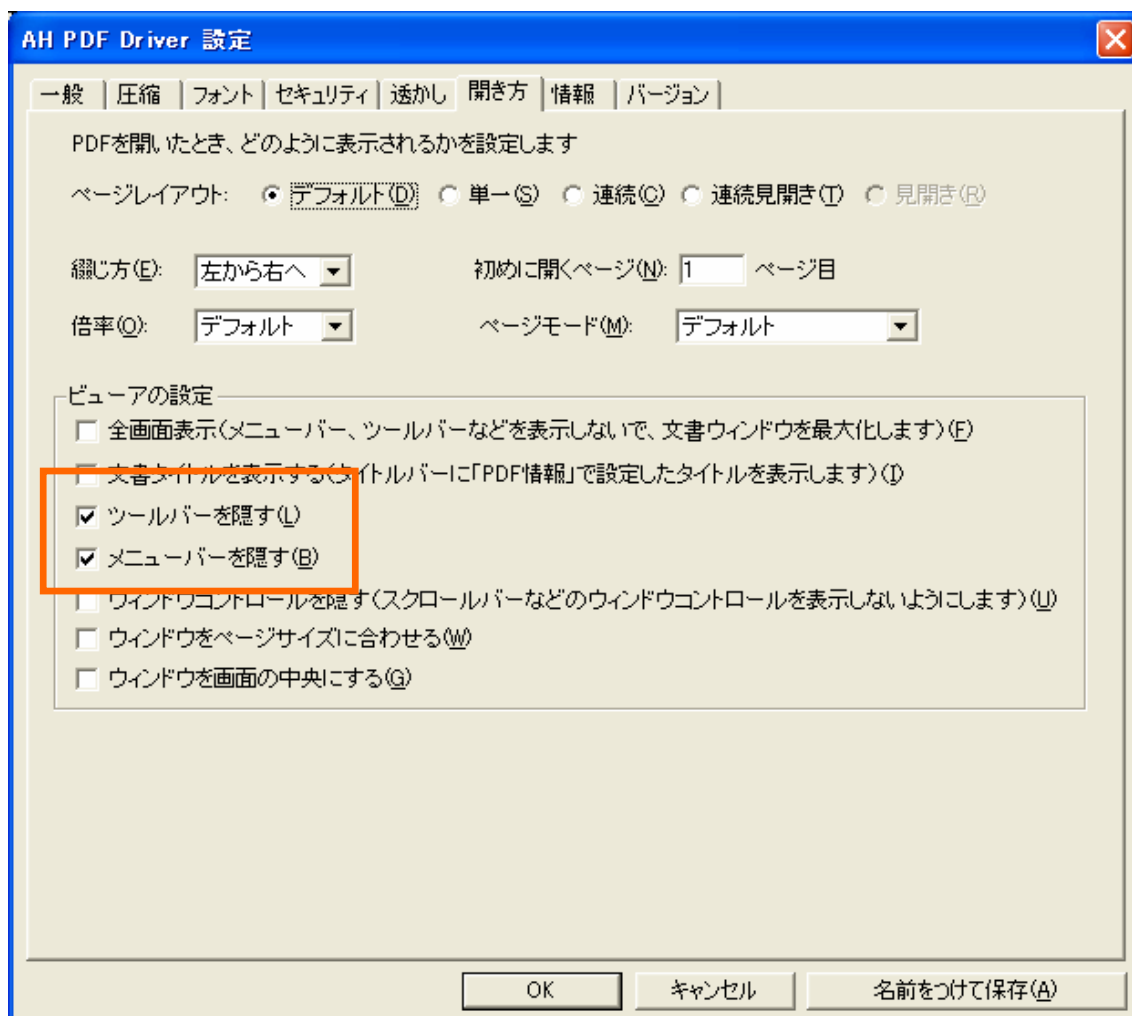 AH PDF Driver 設定
一般 圧縮 フォント セキュリティ 透かし 開き方 情報 バージョン
PDFを開いたとき、どのように表示されるかを設定します
ページレイアウト: デフォルト(D) 単一(S) 連続(C) 連続見開き(T) 見開き(R)
綴じ方(E): 左から右へ 初めに開くページ(N): 1 ページ目
倍率(O): デフォルト ページモード(M): デフォルト
ビューアの設定
全画面表示(メニューバー、ツールバーなどを表示しないで、文書ウィンドウを最大化します)(F)
文書タイトルを表示する(タイトルバーに「PDF情報」で設定したタイトルを表示します)(I)
ツールバーを隠す(L)
メニューバーを隠す(B)
ウィンドウコントロールを隠す(スクロールバーなどのウィンドウコントロールを表示しないようにします)(U)
ウィンドウをページサイズに合わせる(W)
ウィンドウを画面の中央にする(G)
OK キャンセル 名前をつけて保存(A)